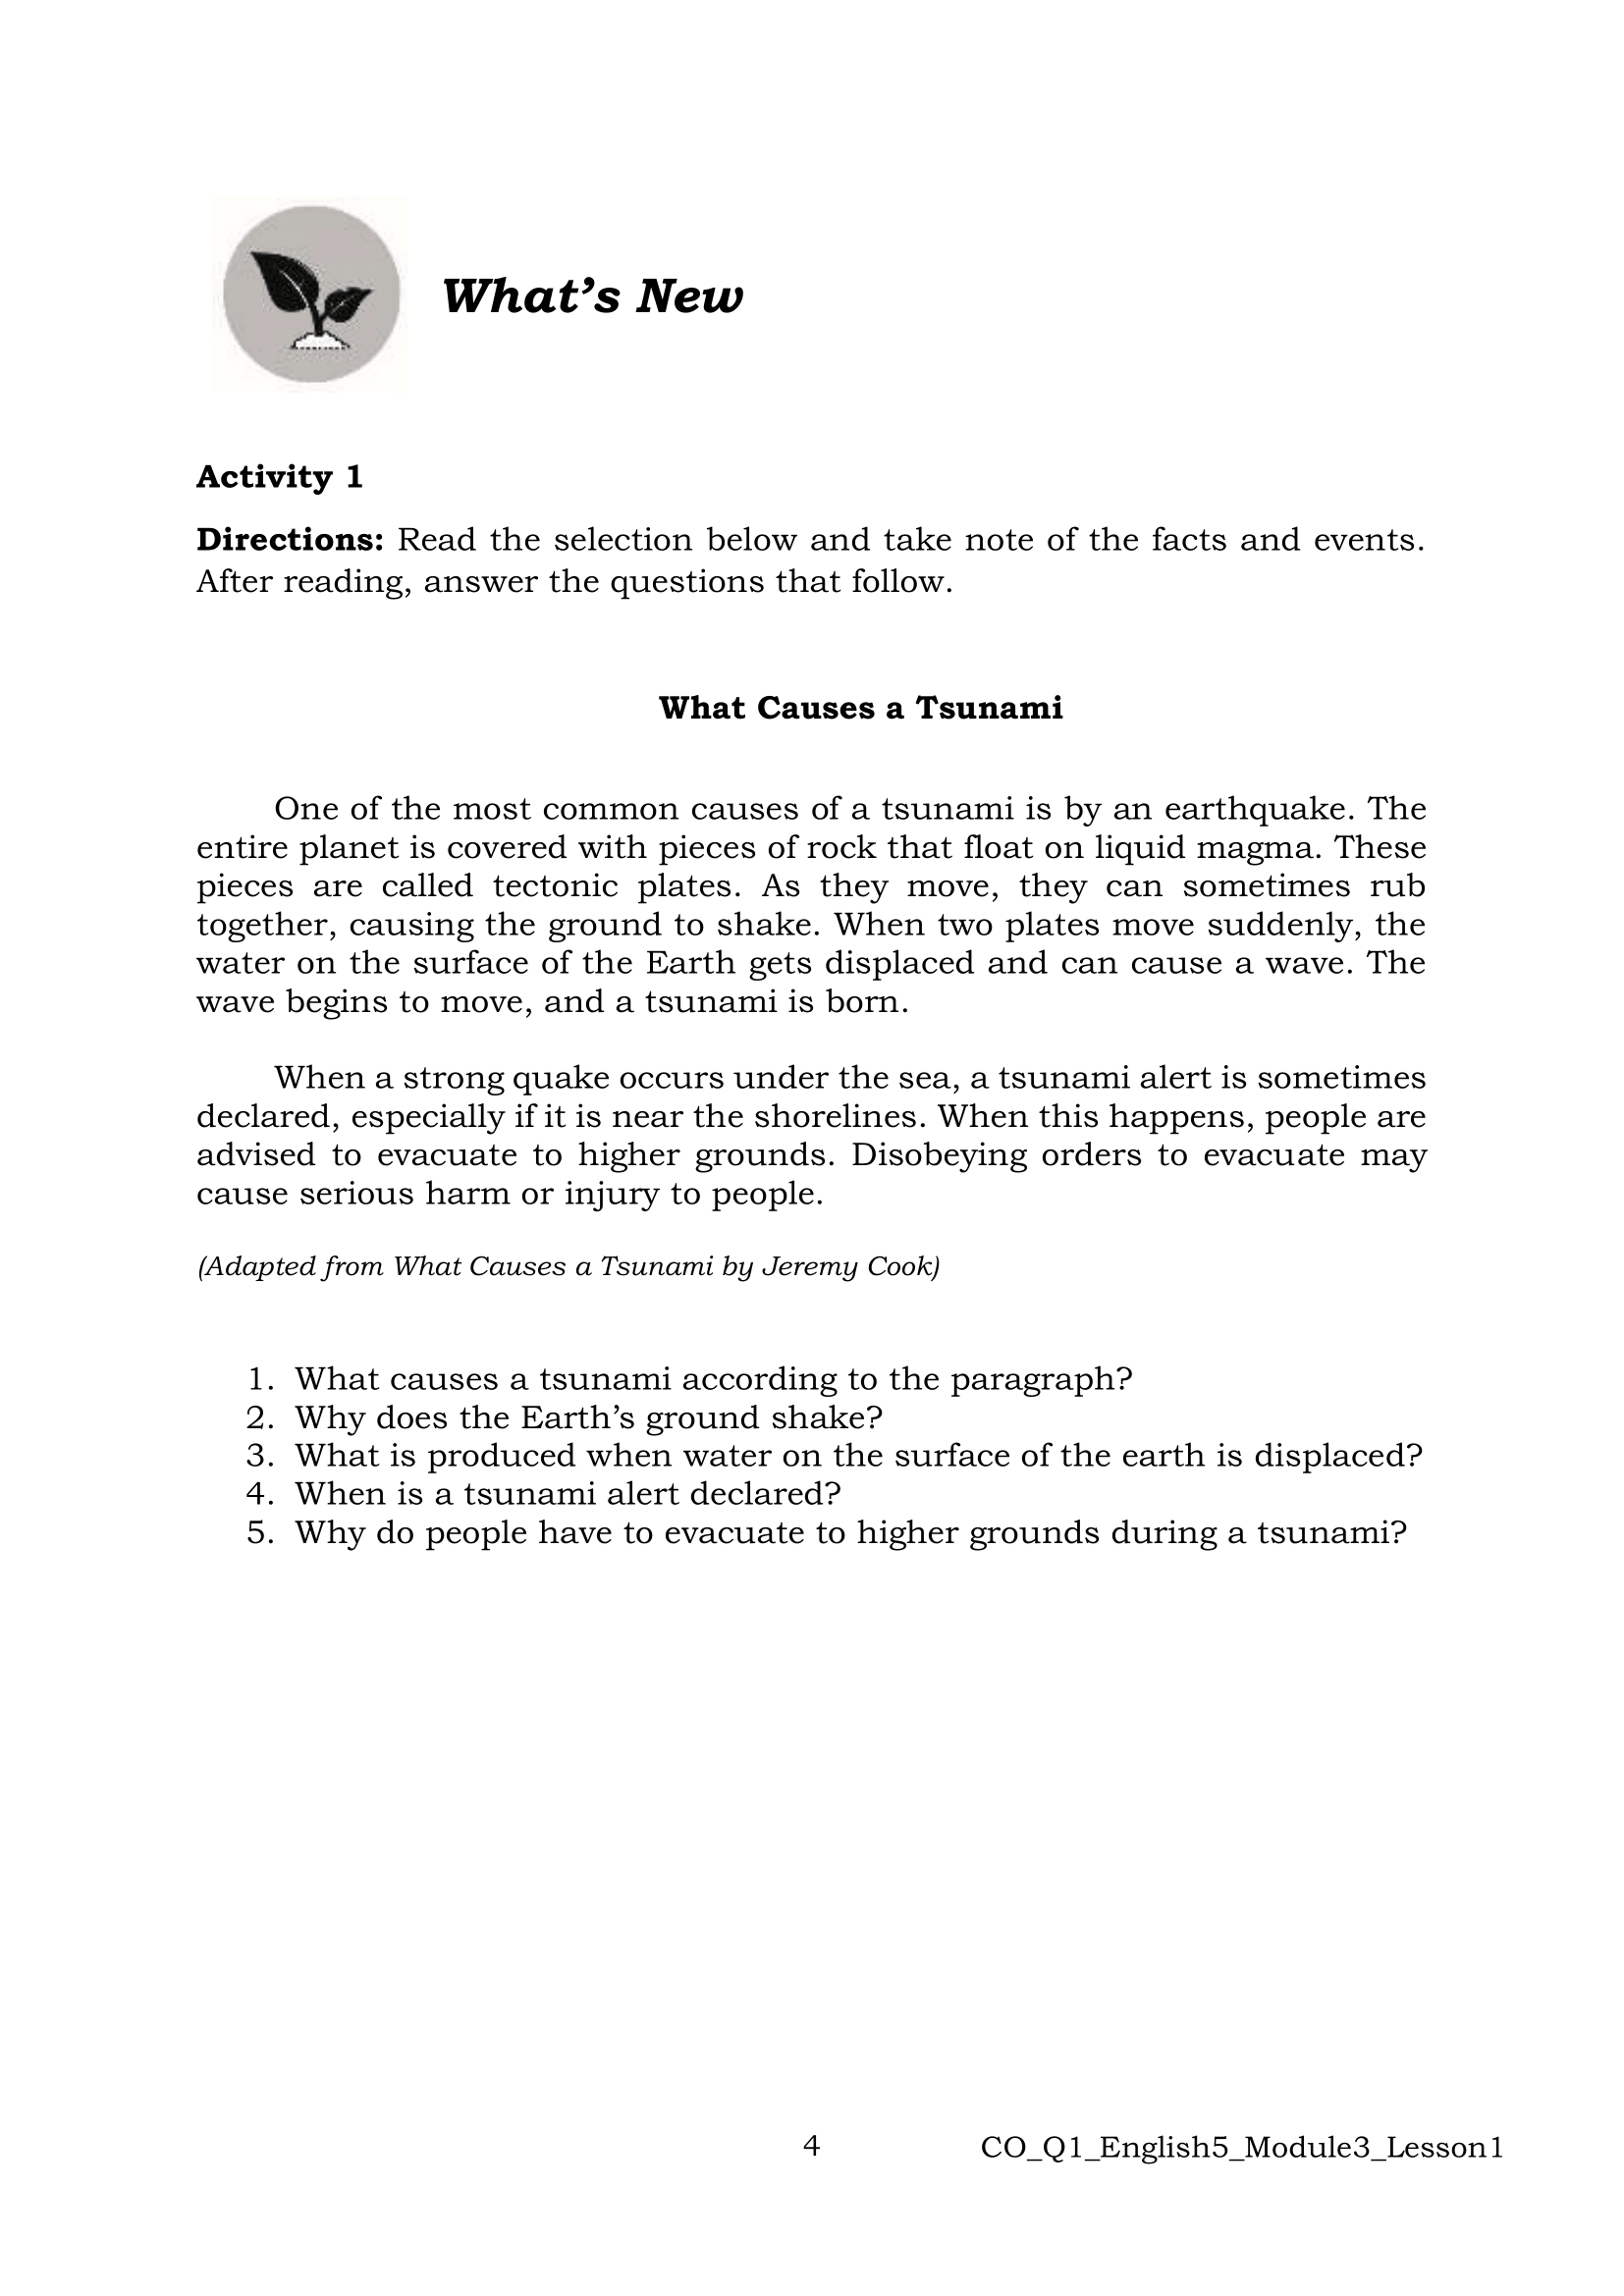 What's New
Activity 1
Directions: Read the selection below and take note of the facts and events.
After reading, answer the questions that follow.
What Causes a Tsunami
One of the most common causes of a tsunami is by an earthquake. The
entire planet is covered with pieces of rock that float on liquid magma. These
pieces are called tectonic plates. As they move, they can sometimes rub
together, causing the ground to shake. When two plates move suddenly, the
water on the surface of the Earth gets displaced and can cause a wave. The
wave begins to move, and a tsunami is born.
When a strong quake occurs under the sea, a tsunami alert is sometimes
declared, especially if it is near the shorelines. When this happens, people are
advised to evacuate to higher grounds. Disobeying orders to evacuate may
cause serious harm or injury to people.
(Adapted from What Causes a Tsunami by Jeremy Cook)
1. What causes a tsunami according to the paragraph?
2. Why does the Earth's ground shake?
3. What is produced when water on the surface of the earth is displaced?
4. When is a tsunami alert declared?
5. Why do people have to evacuate to higher grounds during a tsunami?
4 CO_Q1_English5_Module3_Lesson1